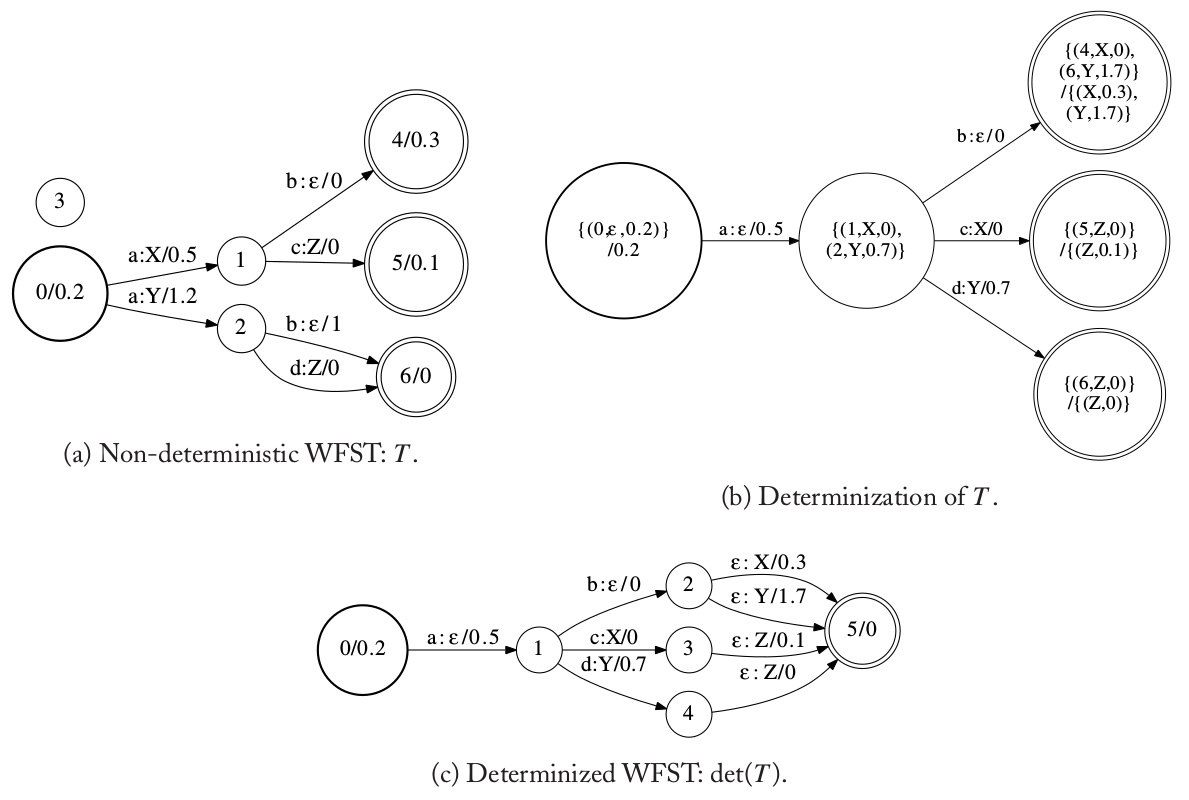 3
0/0.2
a:X/0.5
a:Y/1.2
1
2
b:ε/0
c:Z/0
b:ε/1
d:Z/0
4/0.3
5/0.1
6/0
(a) Non-deterministic WFST: T.
{(0,ε,0.2)}
/0.2
a:ε/0.5
{(1,X,0),
(2,Y,0.7)}
b:ε/0
c:X/0
d:Y/0.7
{(4,X,0),
(6,Y,1.7)}
/{(X,0.3),
(Y,1.7)}
{(5,Z,0)}
/{(Z,0.1)}
{(6,Z,0)}
/{(Z,0)}
(b) Determinization of T.
0/0.2
a:ε/0.5
1
b:ε/0
c:X/0
d:Y/0.7
2
3
4
ε: X/0.3
ε: Y/1.7
ε: Z/0.1
ε: Z/0
5/0
(c) Determinized WFST: det(T).